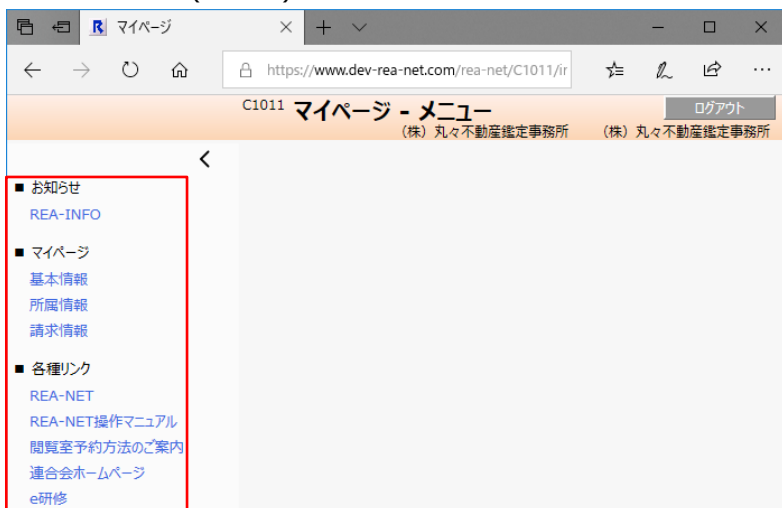 マイページ
https://www.dev-rea-net.com/rea-net/C1011/ir
C1011 マイページ - メニュー
ログアウト
(株) 丸々不動産鑑定事務所 (株) 丸々不動産鑑定事務所
■ お知らせ
REA-INFO
■ マイページ
基本情報
所属情報
請求情報
■ 各種リンク
REA-NET
REA-NET操作マニュアル
閲覧室予約方法のご案内
連合会ホームページ
e研修